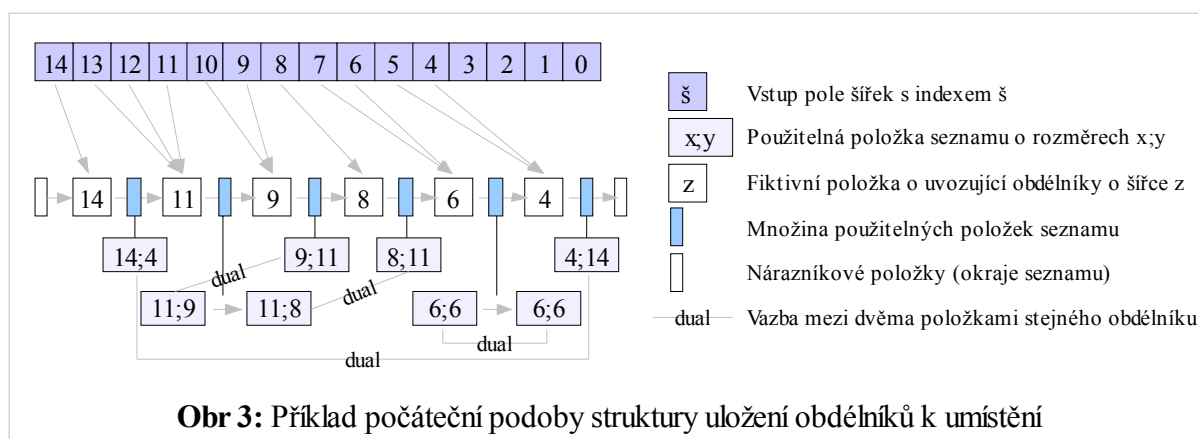 14 13 12 11 10 9 8 7 6 5 4 3 2 1 0
š Vstup pole šířek s indexem š
x;y Použitelná položka seznamu o rozměrech x;y
14 11 9 8 6 4
z Fiktivní položka o uvozující obdélníky o šířce z
Množina použitelných položek seznamu
14;4 9;11 8;11 4;14
dual dual
Nárazníkové položky (okraje seznamu)
11;9 11;8 6;6 6;6
dual Vazba mezi dvěma položkami stejného obdélníku
dual
dual
Obr 3: Příklad počáteční podoby struktury uložení obdélníků k umístění